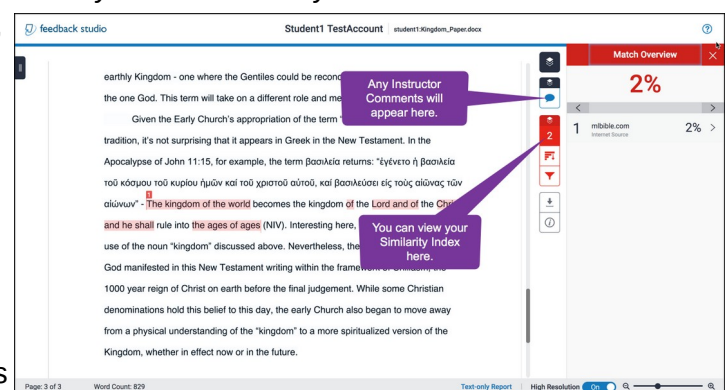 feedback studio
Student1 TestAccount student1:Kingdom_Paper.docx
?
earthly Kingdom - one where the Gentiles could be recon
the one God. This term will take on a different role and me
Given the Early Church's appropriation of the term "
tradition, it's not surprising that it appears in Greek in the New Testament. In the
Apocalypse of John 11:15, for example, the term βασιλεία returns: "ἐγένετο ἡ βασιλεία
τοῦ κόσμου τοῦ κυρίου ἡμῶν καὶ τοῦ χριστοῦ αὐτοῦ, καὶ βασιλεύσει εἰς τοὺς αἰῶνας τῶν
1
αἰώνων" - The kingdom of the world becomes the kingdom of the Lord and of the Chri
and he shall rule into the ages of ages (NIV). Interesting here,
use of the noun "kingdom" discussed above. Nevertheless, the
God manifested in this New Testament writing within the framework of Chiliasm, the
1000 year reign of Christ on earth before the final judgement. While some Christian
denominations hold this belief to this day, the early Church also began to move away
from a physical understanding of the "kingdom" to a more spiritualized version of the
Kingdom, whether in effect now or in the future.
Any Instructor
Comments will
appear here.
You can view your
Similarity Index
here.
2
i
Match Overview
2%
1 mlbible.com 2%
Internet Source
s
Page: 3 of 3 Word Count: 829 Text-only Report High Resolution On